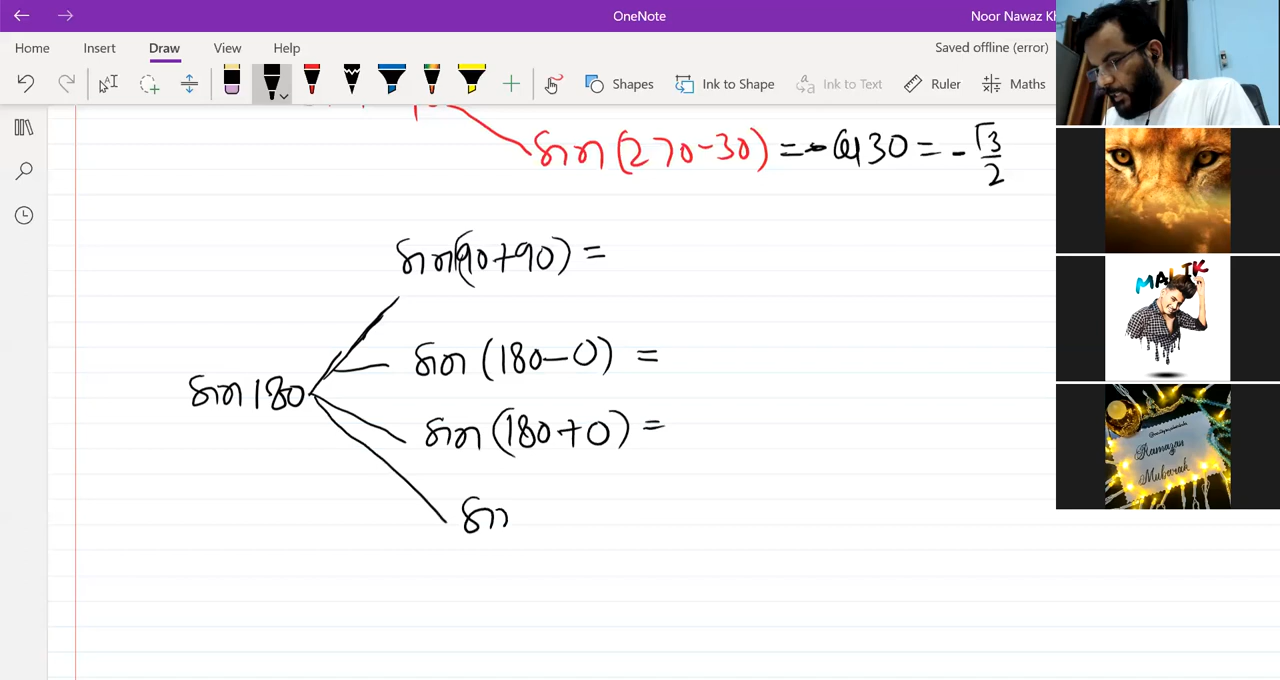 OneNote
Noor Nawaz Kh
Home Insert Draw View Help
Saved offline (error)
Shapes Ink to Shape Ink to Text Ruler Maths
sin(270-30) = - cos 30 = - √3/2
sin(90+90) =
sin (180-0) =
sin 180
sin (180+0) =
sin
MALIK
Ramazan
Mubarak